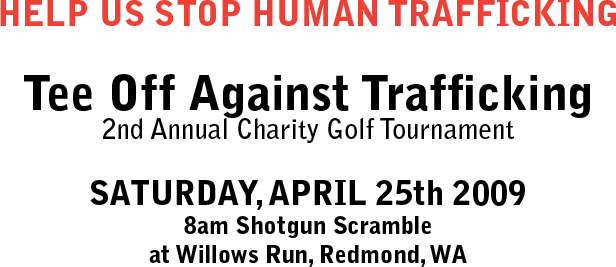 HELP US STOP HUMAN TRAFFICKING
Tee Off Against Trafficking
2nd Annual Charity Golf Tournament
SATURDAY, APRIL 25th 2009
8am Shotgun Scramble
at Willows Run, Redmond, WA